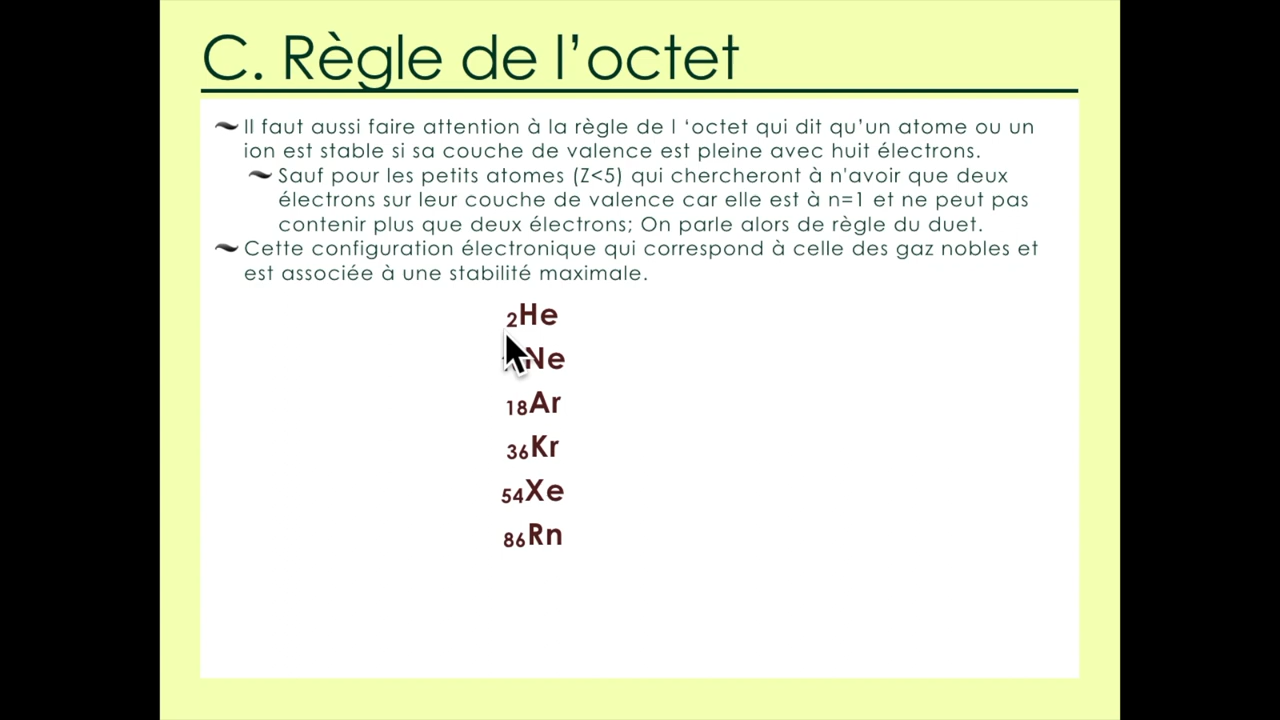 C. Règle de l’octet
Il faut aussi faire attention à la règle de l ‘octet qui dit qu’un atome ou un
ion est stable si sa couche de valence est pleine avec huit électrons.
Sauf pour les petits atomes (Z<5) qui chercheront à n'avoir que deux
électrons sur leur couche de valence car elle est à n=1 et ne peut pas
contenir plus que deux électrons; On parle alors de règle du duet.
Cette configuration électronique qui correspond à celle des gaz nobles et
est associée à une stabilité maximale.
2He
Ne
18Ar
36Kr
54Xe
86Rn